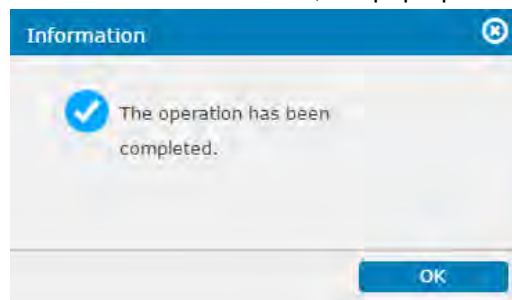 Information
The operation has been
completed.
OK